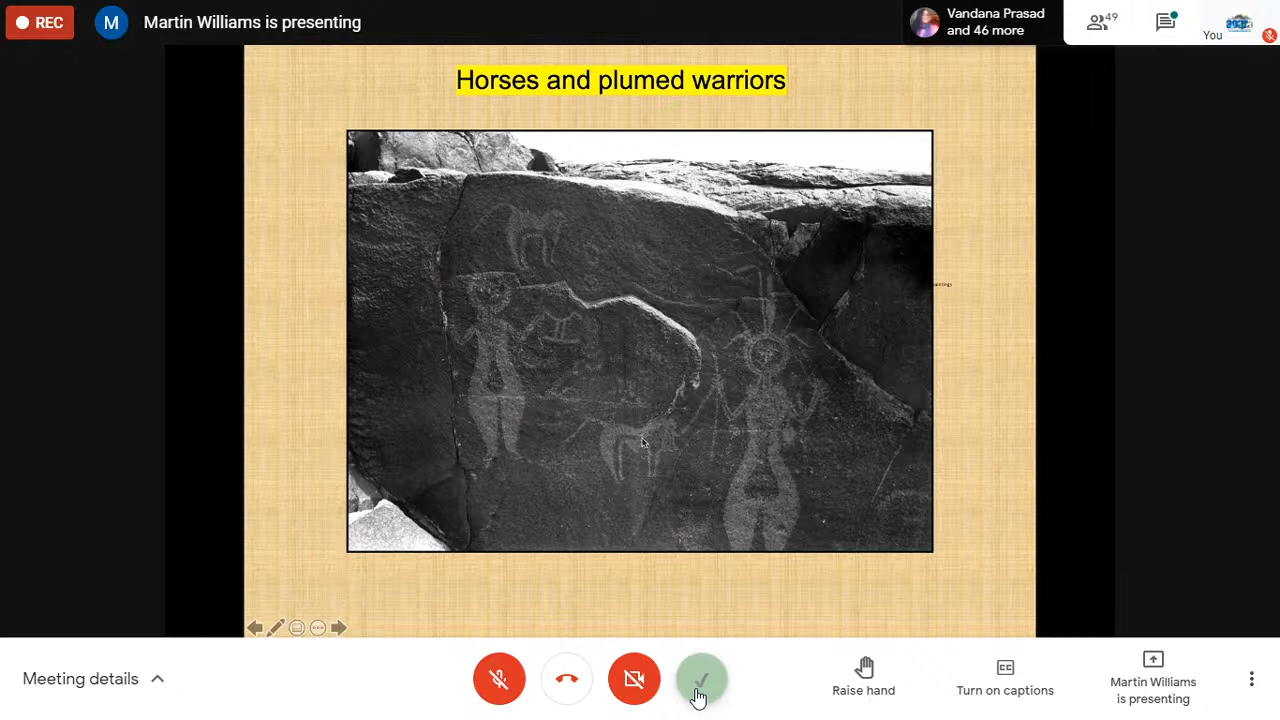 REC
M
Martin Williams is presenting
Vandana Prasad
and 46 more
49
You
Horses and plumed warriors
Meeting details
Raise hand
CC
Turn on captions
Martin Williams
is presenting